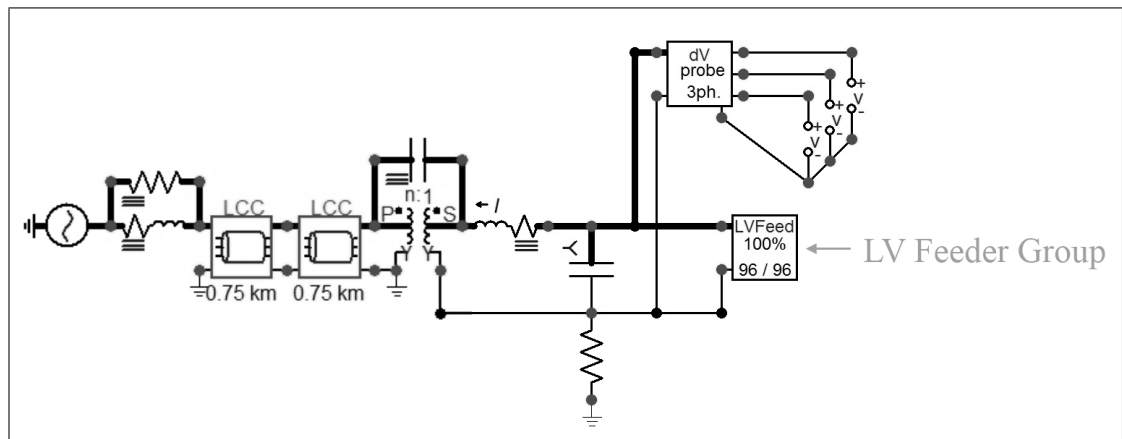 dV
probe
3ph.
+
V
-
+
V
-
+
V
-
n:1
P
S
I
LCC
LCC
Y
Y
Y
0.75 km
0.75 km
LVFeed
100%
96 / 96
LV Feeder Group